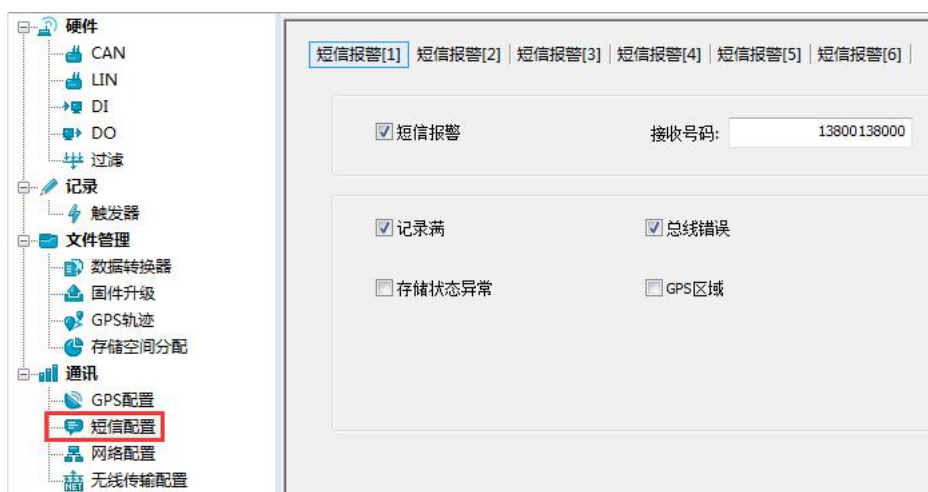 硬件
CAN
LIN
DI
DO
过滤
记录
触发器
文件管理
数据转换器
固件升级
GPS轨迹
存储空间分配
通讯
GPS配置
短信配置
网络配置
NET 无线传输配置
短信报警[1] 短信报警[2] 短信报警[3] 短信报警[4] 短信报警[5] 短信报警[6]
短信报警 接收号码: 13800138000
记录满 总线错误
存储状态异常 GPS区域